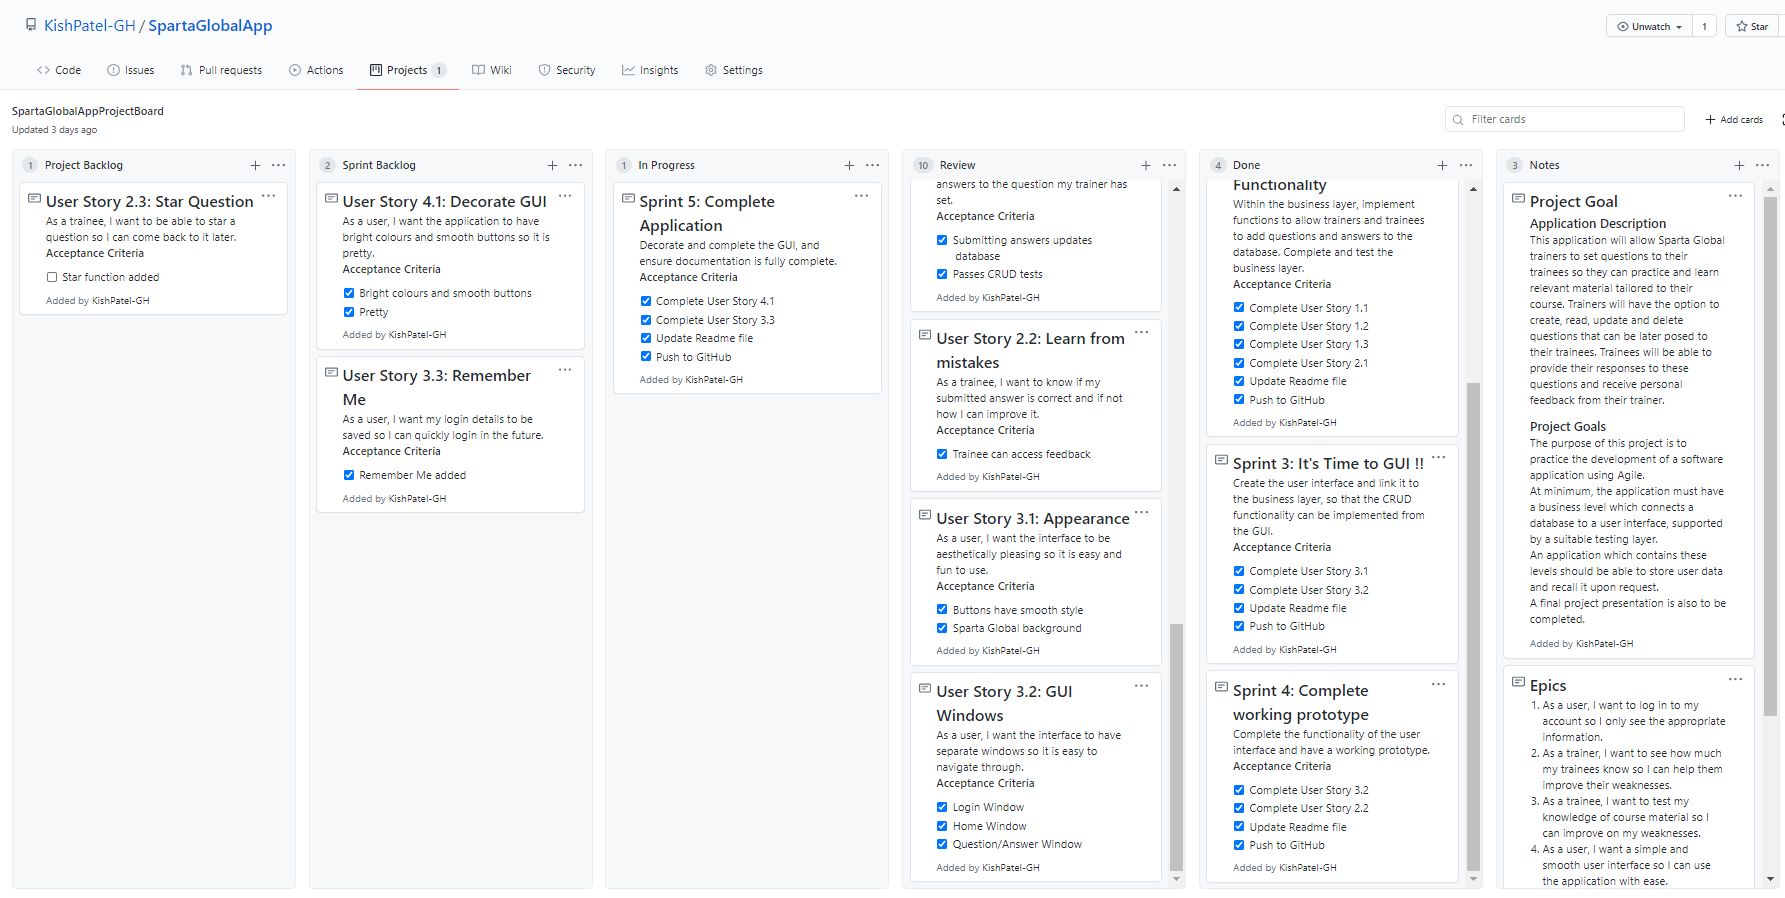 KishPatel-GH / SpartaGlobalApp
Unwatch
1
Star
Code
Issues
Pull requests
Actions
Projects 1
Wiki
Security
Insights
Settings
SpartaGlobalAppProjectBoard
Updated 3 days ago
Filter cards
Add cards
1 Project Backlog
User Story 2.3: Star Question
As a trainee, I want to be able to star a
question so I can come back to it later.
Acceptance Criteria
Star function added
Added by KishPatel-GH
2 Sprint Backlog
User Story 4.1: Decorate GUI
As a user, I want the application to have
bright colours and smooth buttons so it is
pretty.
Acceptance Criteria
Bright colours and smooth buttons
Pretty
Added by KishPatel-GH
User Story 3.3: Remember
Me
As a user, I want my login details to be
saved so I can quickly login in the future.
Acceptance Criteria
Remember Me added
Added by KishPatel-GH
1 In Progress
Sprint 5: Complete
Application
Decorate and complete the GUI, and
ensure documentation is fully complete.
Acceptance Criteria
Complete User Story 4.1
Complete User Story 3.3
Update Readme file
Push to GitHub
Added by KishPatel-GH
10 Review
answers to the question my trainer has
set.
Acceptance Criteria
Submitting answers updates
database
Passes CRUD tests
Added by KishPatel-GH
User Story 2.2: Learn from
mistakes
As a trainee, I want to know if my
submitted answer is correct and if not
how I can improve it.
Acceptance Criteria
Trainee can access feedback
Added by KishPatel-GH
User Story 3.1: Appearance
As a user, I want the interface to be
aesthetically pleasing so it is easy and
fun to use.
Acceptance Criteria
Buttons have smooth style
Sparta Global background
Added by KishPatel-GH
User Story 3.2: GUI
Windows
As a user, I want the interface to have
separate windows so it is easy to
navigate through.
Acceptance Criteria
Login Window
Home Window
Question/Answer Window
Added by KishPatel-GH
4 Done
Functionality
Within the business layer, implement
functions to allow trainers and trainees
to add questions and answers to the
database. Complete and test the
business layer.
Acceptance Criteria
Complete User Story 1.1
Complete User Story 1.2
Complete User Story 1.3
Complete User Story 2.1
Update Readme file
Push to GitHub
Added by KishPatel-GH
Sprint 3: It's Time to GUI !!
Create the user interface and link it to
the business layer, so that the CRUD
functionality can be implemented from
the GUI.
Acceptance Criteria
Complete User Story 3.1
Complete User Story 3.2
Update Readme file
Push to GitHub
Added by KishPatel-GH
Sprint 4: Complete
working prototype
Complete the functionality of the user
interface and have a working prototype.
Acceptance Criteria
Complete User Story 3.2
Complete User Story 2.2
Update Readme file
Push to GitHub
Added by KishPatel-GH
3 Notes
Project Goal
Application Description
This application will allow Sparta Global
trainers to set questions to their
trainees so they can practice and learn
relevant material tailored to their
course. Trainers will have the option to
create, read, update and delete
questions that can be later posed to
their trainees. Trainees will be able to
provide their responses to these
questions and receive personal
feedback from their trainer.
Project Goals
The purpose of this project is to
practice the development of a software
application using Agile.
At minimum, the application must have
a business level which connects a
database to a user interface, supported
by a suitable testing layer.
An application which contains these
levels should be able to store user data
and recall it upon request.
A final project presentation is also to be
completed.
Added by KishPatel-GH
Epics
1. As a user, I want to log in to my
account so I only see the appropriate
information.
2. As a trainer, I want to see how much
my trainees know so I can help them
improve their weaknesses.
3. As a trainee, I want to test my
knowledge of course material so I
can improve on my weaknesses.
4. As a user, I want a simple and
smooth user interface so I can use
the application with ease.